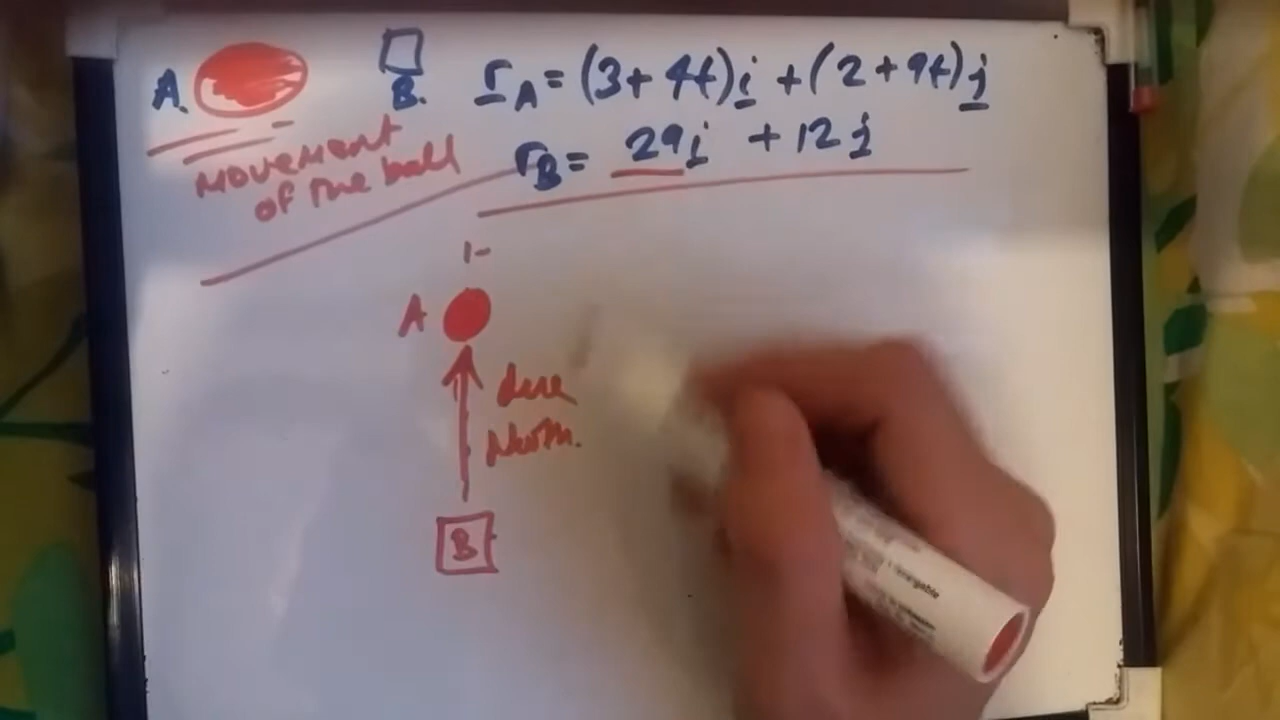 A.
B.
r_A = (3+4t)i + (2+9t)j
r_B = 29i + 12j
Movement
of the ball
A
due
North.
B